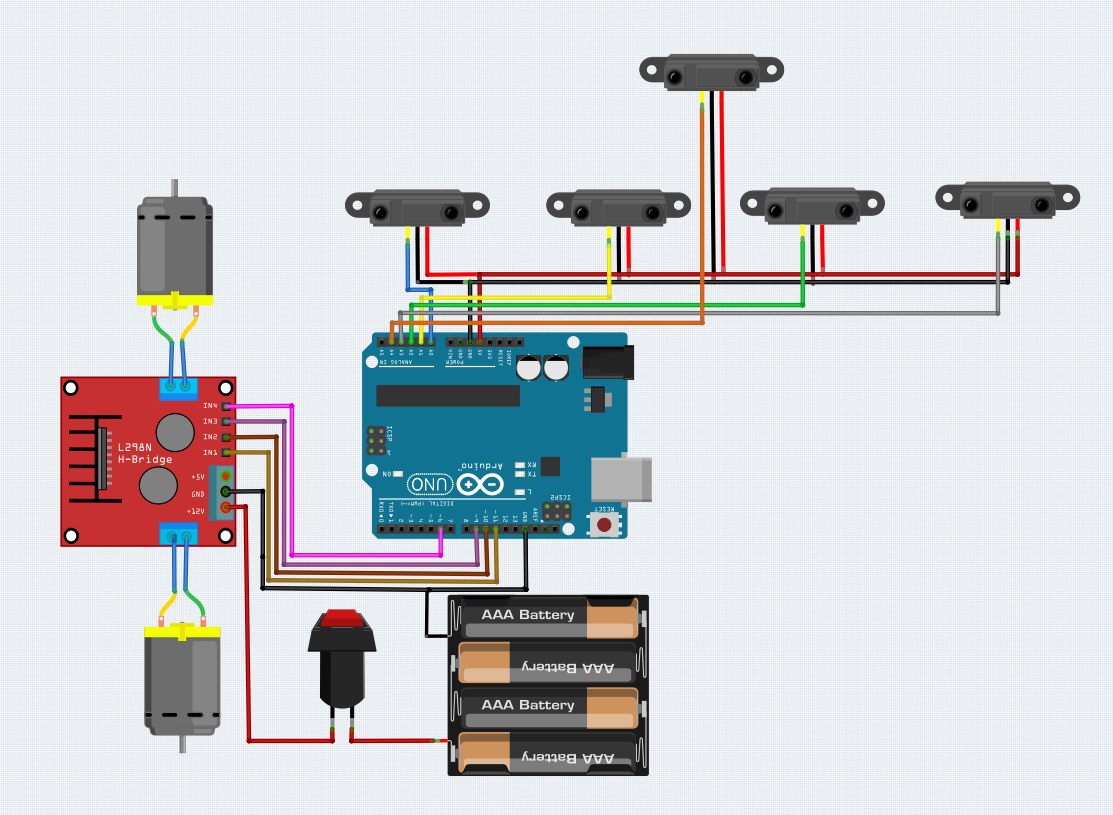 A5
A4
A3
A2
A1
A0
VIN
GND
GND
5V
3V3
RESET
IOREF
ANALOG IN
POWER
IN4
IN3
IN2
IN1
L298N
H-Bridge
+5V
GND
+12V
ICSP
ON
UNO
Arduino
RX
TX
L
ICSP2
RESET
DIGITAL (PWM~)
RX0
TX0
0
1
2
~3
4
~5
~6
7
8
~9
~10
~11
12
13
GND
AREF
AAA Battery
AAA Battery
AAA Battery
AAA Battery